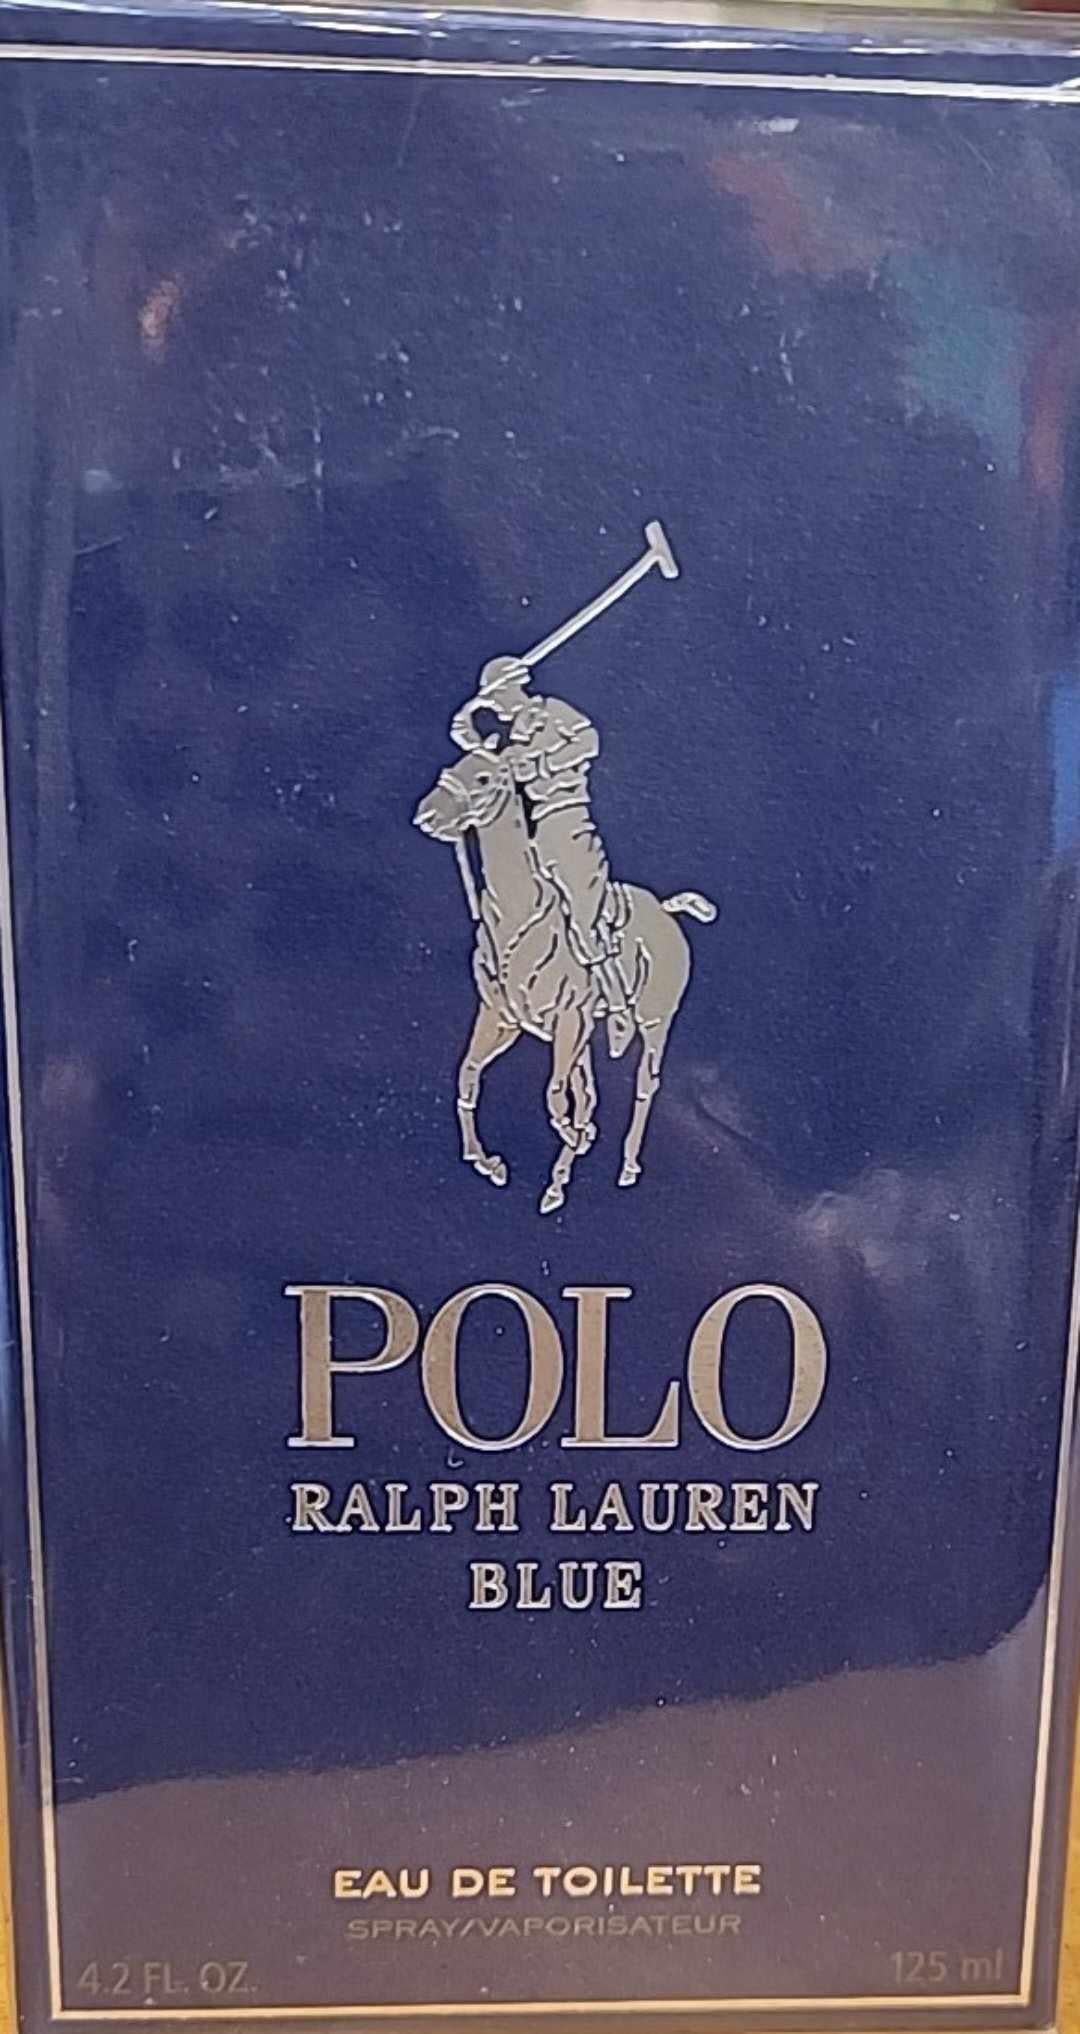 POLO
RALPH LAUREN
BLUE
EAU DE TOILETTE
SPRAY/VAPORISATEUR
4.2 FL. OZ.
125 ml